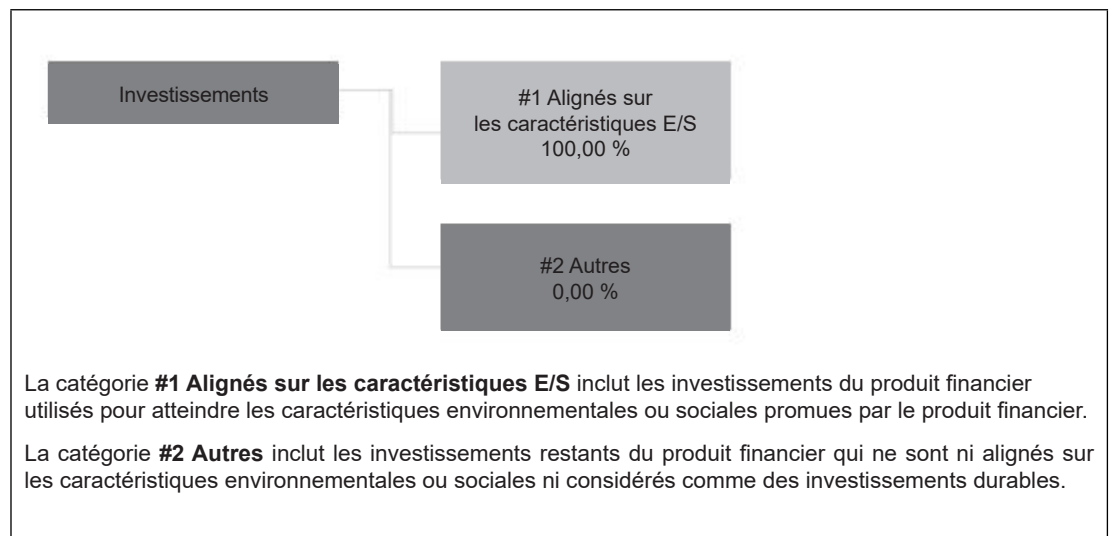 Investissements
#1 Alignés sur
les caractéristiques E/S
100,00 %
#2 Autres
0,00 %
La catégorie #1 Alignés sur les caractéristiques E/S inclut les investissements du produit financier
utilisés pour atteindre les caractéristiques environnementales ou sociales promues par le produit financier.
La catégorie #2 Autres inclut les investissements restants du produit financier qui ne sont ni alignés sur
les caractéristiques environnementales ou sociales ni considérés comme des investissements durables.